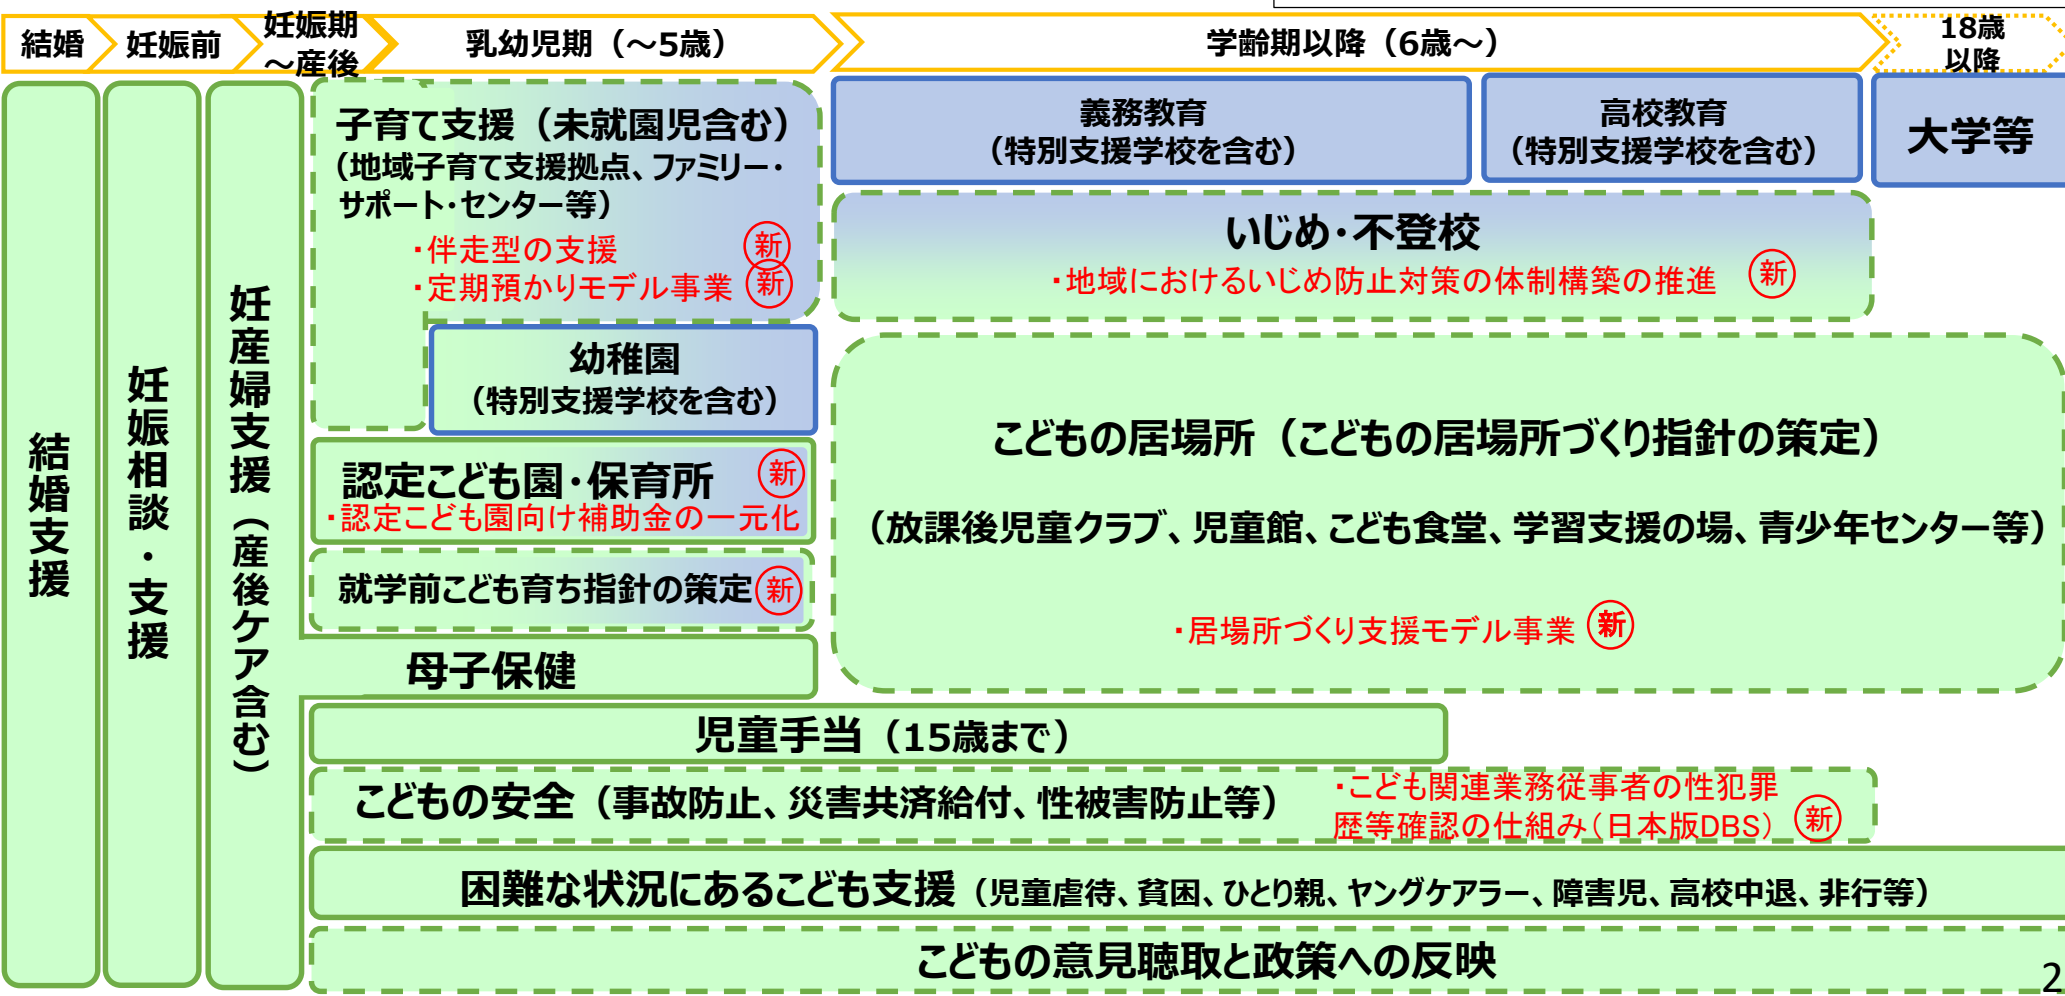 結婚
妊娠前
妊娠期
～産後
乳幼児期（～5歳）
学齢期以降（6歳～）
18歳
以降
結婚支援
妊娠相談・支援
妊産婦支援（産後ケア含む）
子育て支援（未就園児含む）
（地域子育て支援拠点、ファミリー・
サポート・センター等）
・伴走型の支援 新
・定期預かりモデル事業 新
幼稚園
（特別支援学校を含む）
認定こども園・保育所 新
・認定こども園向け補助金の一元化
就学前こども育ち指針の策定 新
母子保健
義務教育
（特別支援学校を含む）
高校教育
（特別支援学校を含む）
大学等
いじめ・不登校
・地域におけるいじめ防止対策の体制構築の推進 新
こどもの居場所（こどもの居場所づくり指針の策定）
（放課後児童クラブ、児童館、こども食堂、学習支援の場、青少年センター等）
・居場所づくり支援モデル事業 新
児童手当（15歳まで）
こどもの安全（事故防止、災害共済給付、性被害防止等）
・こども関連業務従事者の性犯罪
歴等確認の仕組み（日本版DBS） 新
困難な状況にあるこども支援（児童虐待、貧困、ひとり親、ヤングケアラー、障害児、高校中退、非行等）
こどもの意見聴取と政策への反映
2